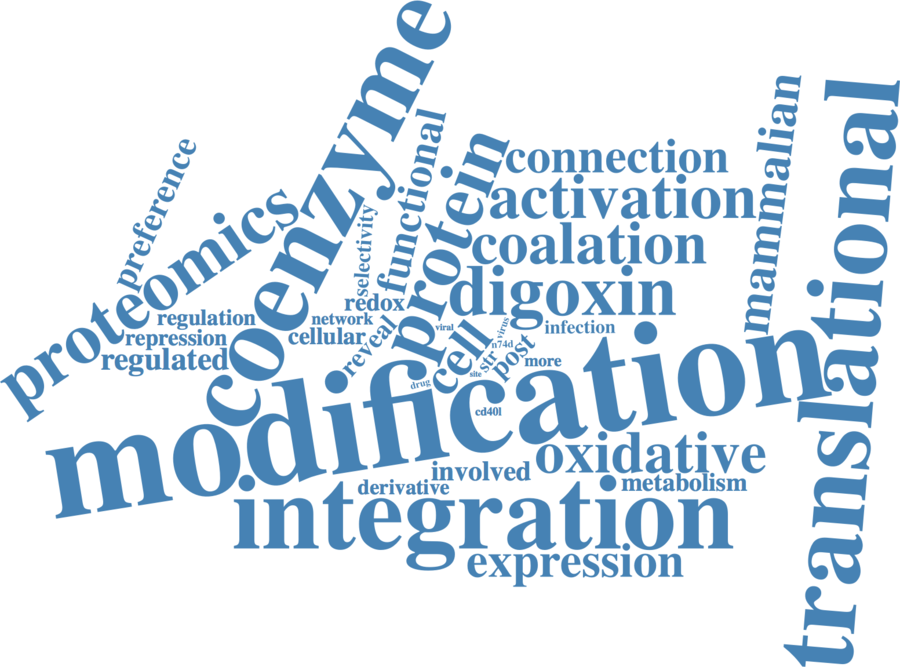 coenzyme
mammalian
translational
functional
protein
preference
connection
proteomics
activation
selectivity
coalation
digoxin
redox
regulation
network
viral
virus
infection
repression
cellular
reveal
cell
n74d
post
str
regulated
more
site
drug
modification
cd40l
oxidative
involved
metabolism
derivative
integration
expression